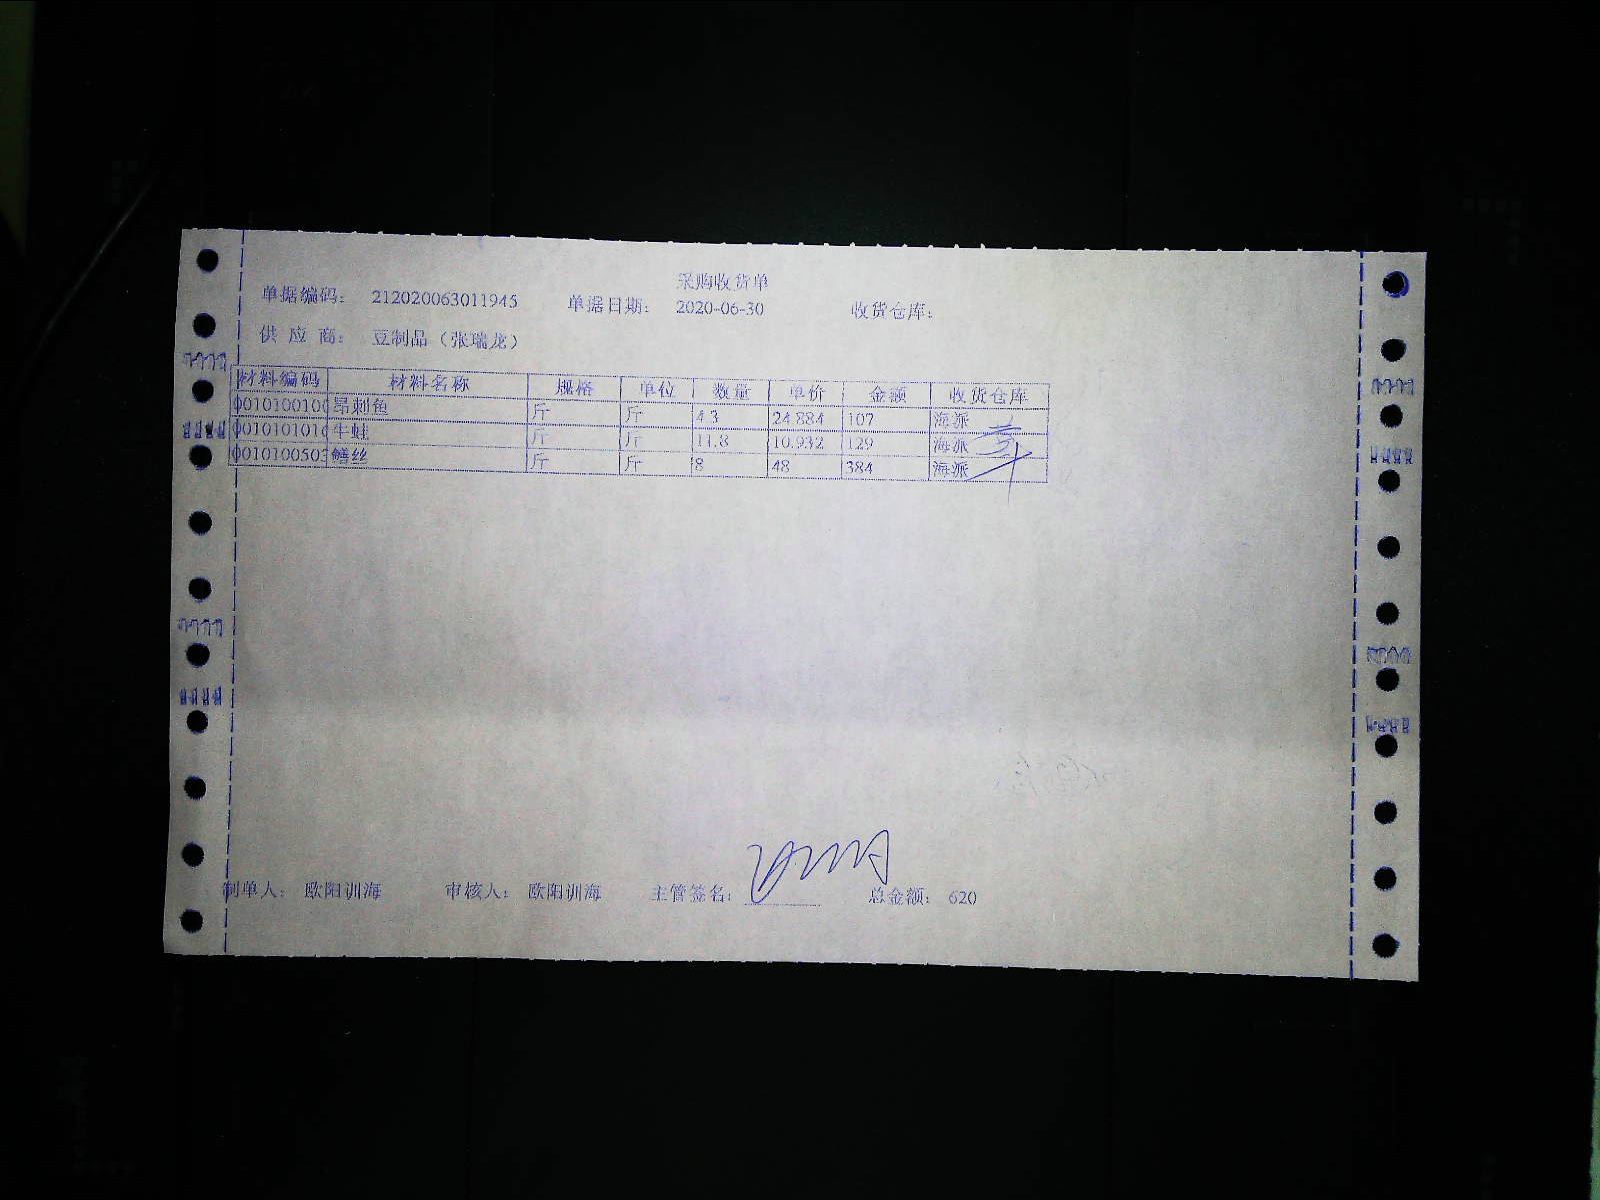 采购收货单
单据编码: 212020063011945 单据日期: 2020-06-30 收货仓库:
供应商: 豆制品（张瑞龙）
材料编码 材料名称 规格 单位 数量 单价 金额 收货仓库
001010010 昂刺鱼 斤 斤 4.3 24.884 107 海派
001010101 牛蛙 斤 斤 11.8 10.932 129 海派
001010050 鳝丝 斤 斤 8 48 384 海派
制单人: 欧阳训海 审核人: 欧阳训海 主管签名: 总金额: 620